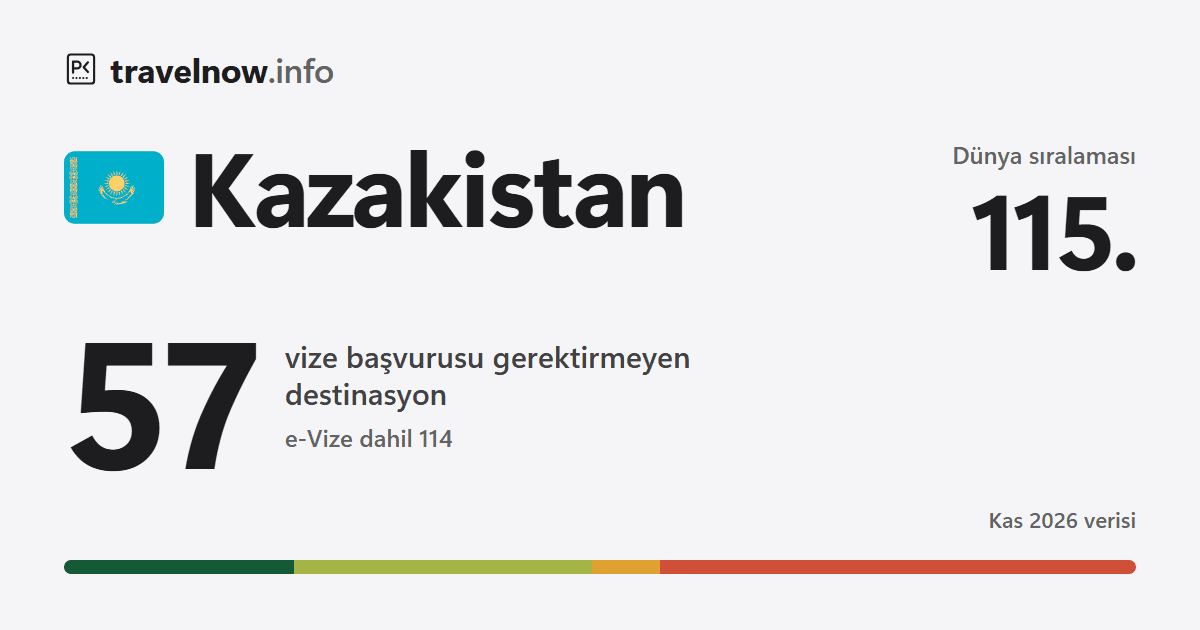 travelnow.info
Kazakistan
Dünya sıralaması
115.
57
vize başvurusu gerektirmeyen
destinasyon
e-Vize dahil 114
Kas 2026 verisi